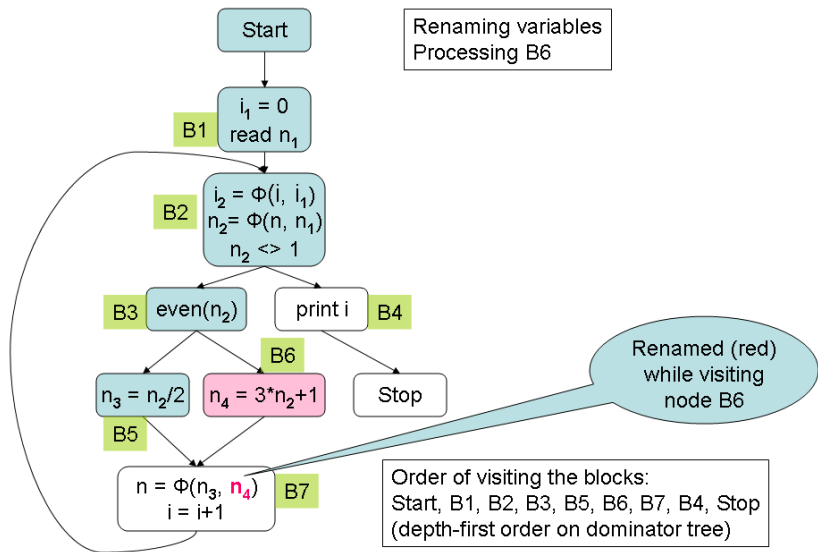 Start
Renaming variables
Processing B6
i₁ = 0
read n₁
B1
i₂ = Φ(i, i₁)
n₂= Φ(n, n₁)
n₂ <> 1
B2
B3
even(n₂)
print i
B4
B6
n₃ = n₂/2
n₄ = 3*n₂+1
Stop
B5
Renamed (red)
while visiting
node B6
n = Φ(n₃, n₄)
i = i+1
B7
Order of visiting the blocks:
Start, B1, B2, B3, B5, B6, B7, B4, Stop
(depth-first order on dominator tree)